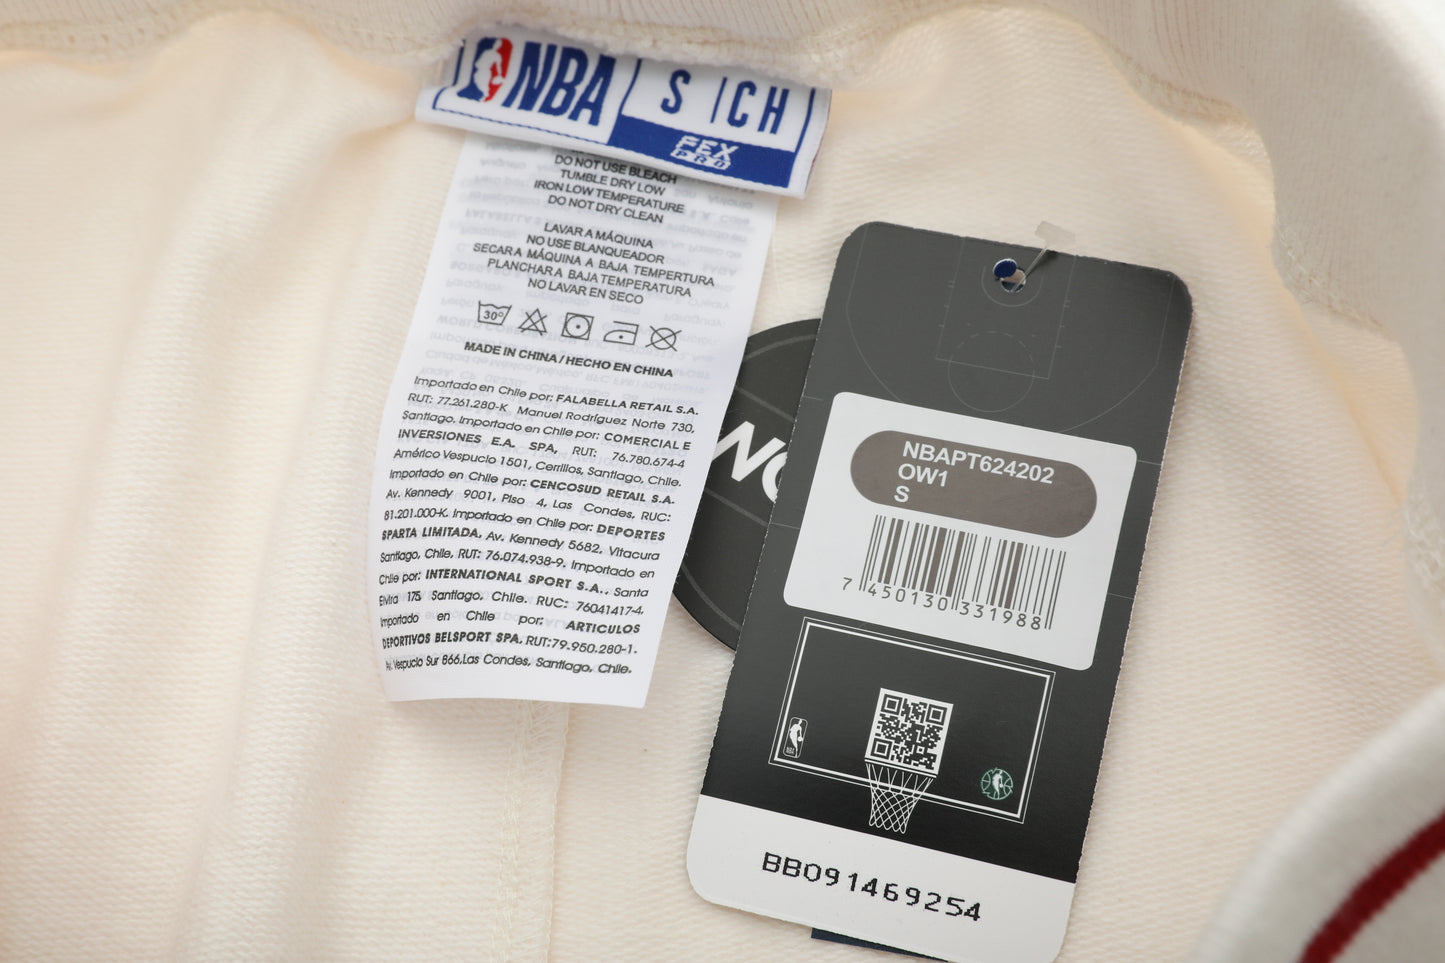 NBA S CH
FEX
PRO
DO NOT USE BLEACH
TUMBLE DRY LOW
IRON LOW TEMPERATURE
DO NOT DRY CLEAN
LAVAR A MÁQUINA
NO USE BLANQUEADOR
SECAR A MÁQUINA A BAJA TEMPERTURA
PLANCHAR A BAJA TEMPERATURA
NO LAVAR EN SECO
30°
MADE IN CHINA / HECHO EN CHINA
Importado en Chile por: FALABELLA RETAIL S.A.
RUT: 77.261.280-K Manuel Rodríguez Norte 730,
Santiago. Importado en Chile por: COMERCIAL E
INVERSIONES E.A. SPA, RUT: 76.780.674-4
Américo Vespucio 1501, Cerrillos, Santiago, Chile.
Importado en Chile por: CENCOSUD RETAIL S.A.
Av. Kennedy 9001, Piso 4, Las Condes, RUC:
81.201.000-K. Importado en Chile por: DEPORTES
SPARTA LIMITADA, Av. Kennedy 5682, Vitacura
Santiago, Chile, RUT: 76.074.938-9. Importado en
Chile por: INTERNATIONAL SPORT S.A., Santa
Elvira 175 Santiago, Chile. RUC: 76041417-4,
Importado en Chile por: ARTICULOS
DEPORTIVOS BELSPORT SPA, RUT:79.950.280-1.
Av. Vespucio Sur 866,Las Condes, Santiago, Chile.
NBAPT624202
OW1
S
7 450130 331988
NBA
BB091469254